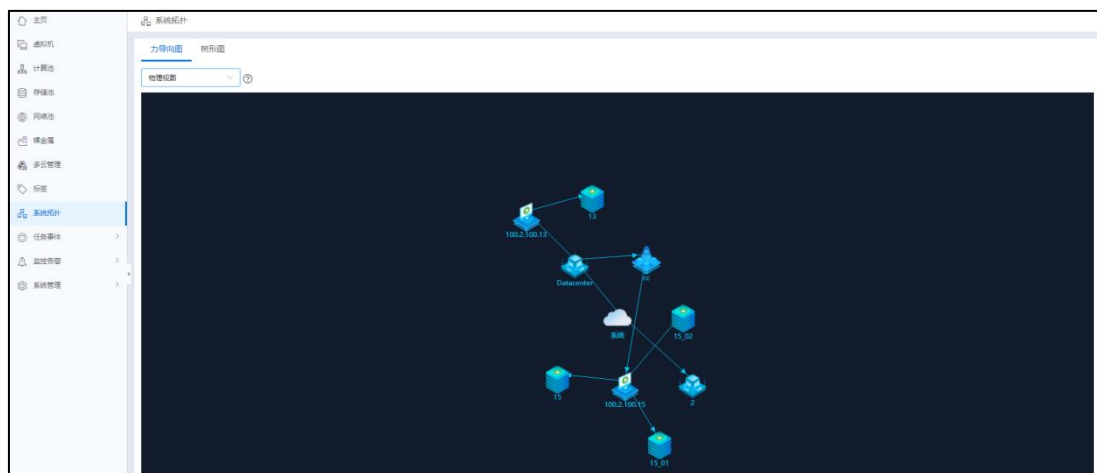 主页
系统拓扑
虚拟机
计算池
存储池
网络池
裸金属
多云管理
标签
系统拓扑
任务事件
监控告警
系统管理
力导向图
树形图
物理视图
13
100.2.100.13
Datacenter
cc
系统
15_02
15
100.2.100.15
2
15_01